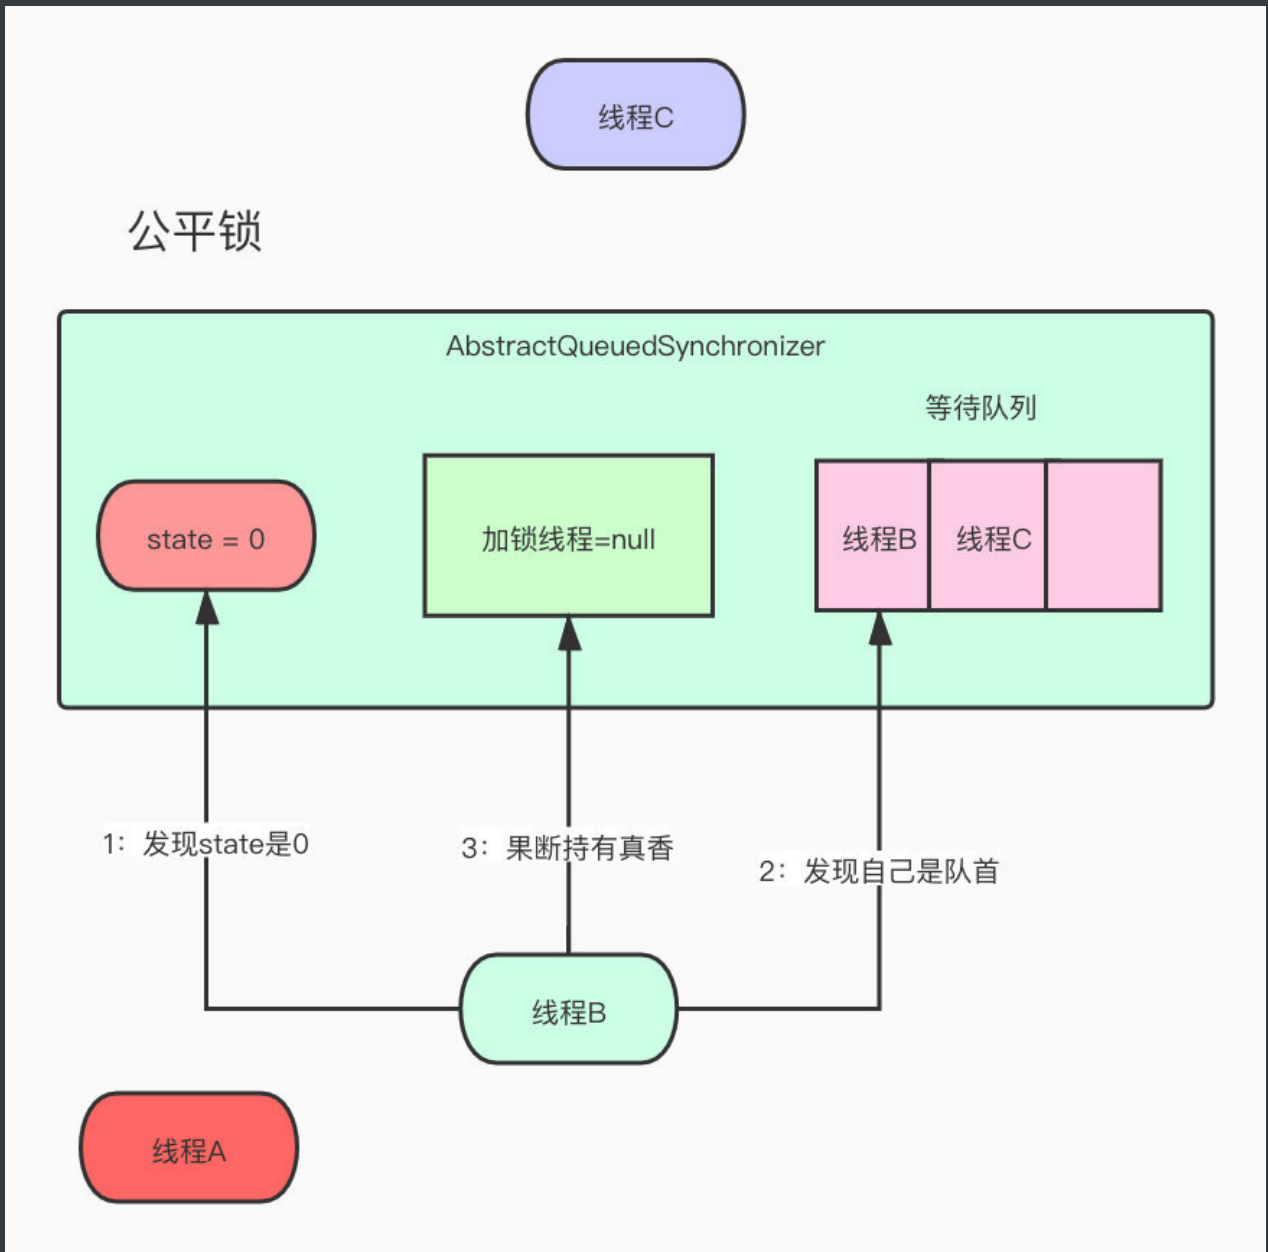 线程C
公平锁
AbstractQueuedSynchronizer
等待队列
state = 0
加锁线程=null
线程B
线程C
1：发现state是0
3：果断持有真香
2：发现自己是队首
线程B
线程A